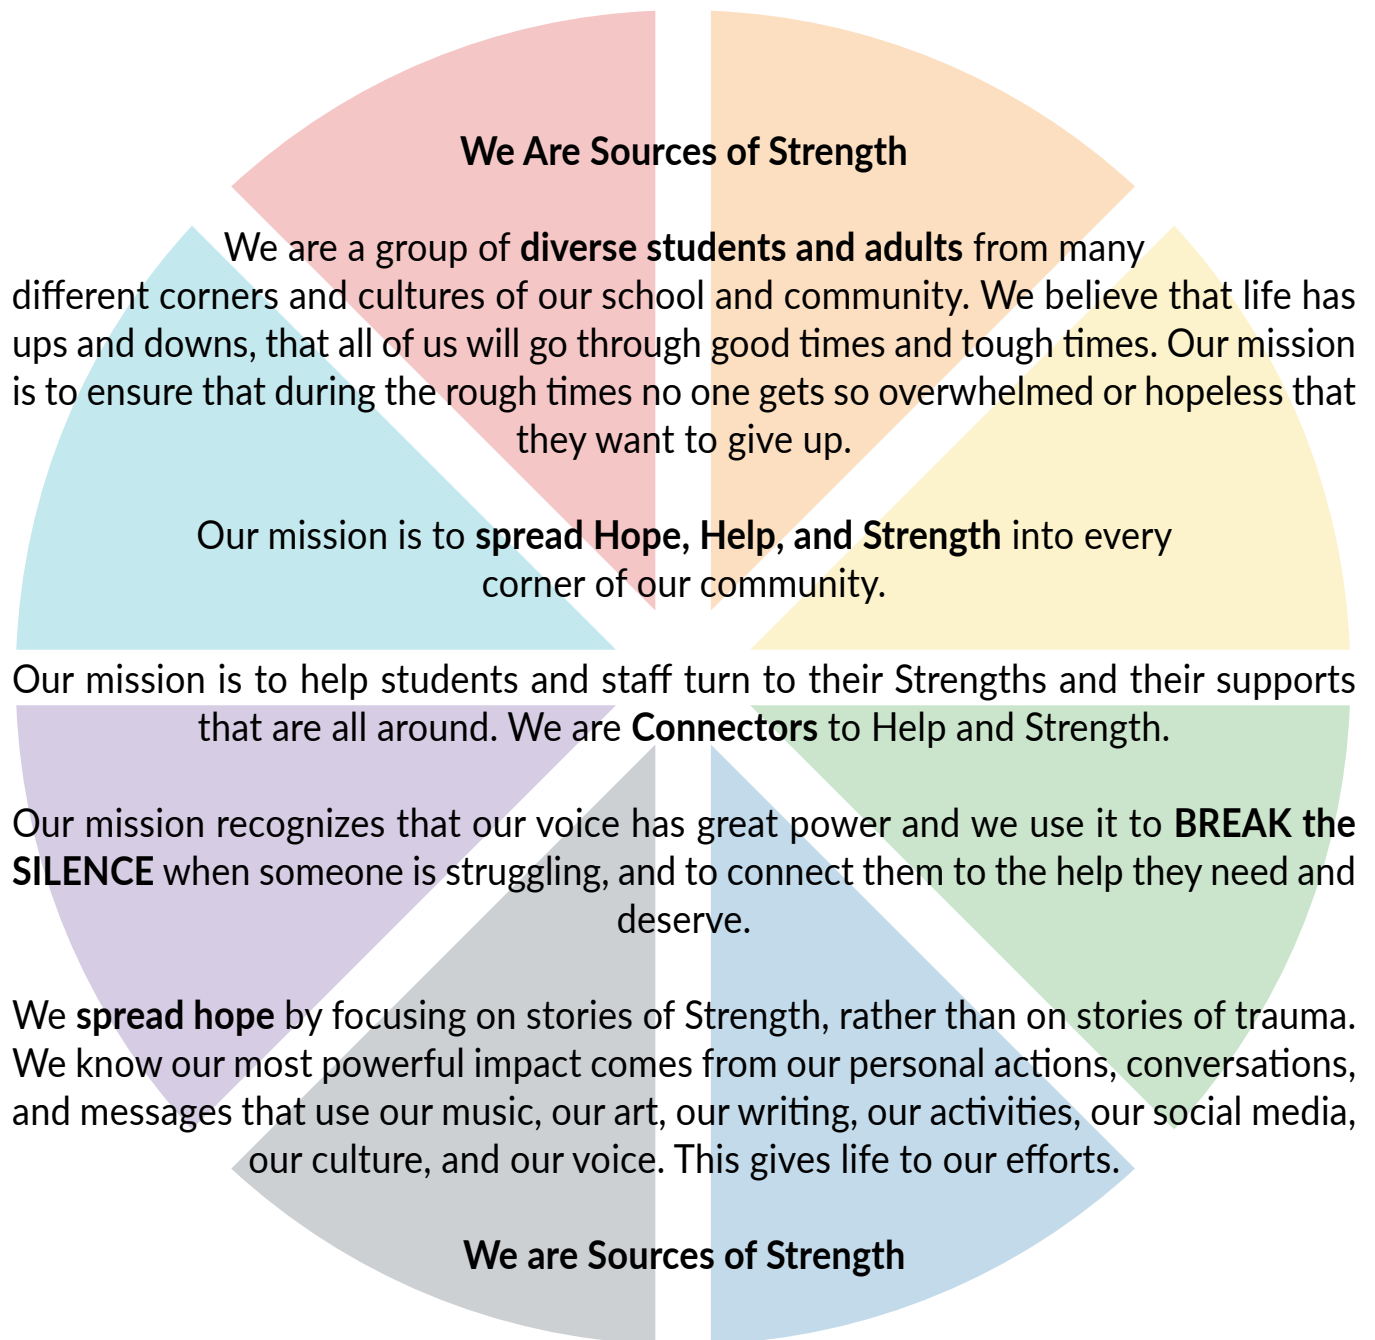 We Are Sources of Strength
We are a group of diverse students and adults from many
different corners and cultures of our school and community. We believe that life has
ups and downs, that all of us will go through good times and tough times. Our mission
is to ensure that during the rough times no one gets so overwhelmed or hopeless that
they want to give up.
Our mission is to spread Hope, Help, and Strength into every
corner of our community.
Our mission is to help students and staff turn to their Strengths and their supports
that are all around. We are Connectors to Help and Strength.
Our mission recognizes that our voice has great power and we use it to BREAK the
SILENCE when someone is struggling, and to connect them to the help they need and
deserve.
We spread hope by focusing on stories of Strength, rather than on stories of trauma.
We know our most powerful impact comes from our personal actions, conversations,
and messages that use our music, our art, our writing, our activities, our social media,
our culture, and our voice. This gives life to our efforts.
We are Sources of Strength